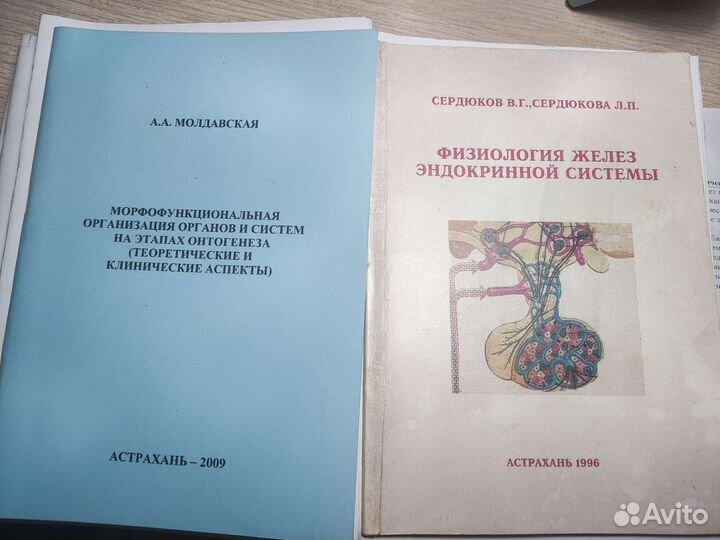 А.А. МОЛДАВСКАЯ
МОРФОФУНКЦИОНАЛЬНАЯ
ОРГАНИЗАЦИЯ ОРГАНОВ И СИСТЕМ
НА ЭТАПАХ ОНТОГЕНЕЗА
(ТЕОРЕТИЧЕСКИЕ И
КЛИНИЧЕСКИЕ АСПЕКТЫ)
АСТРАХАНЬ – 2009
СЕРДЮКОВ В.Г.,СЕРДЮКОВА Л.П.
ФИЗИОЛОГИЯ ЖЕЛЕЗ
ЭНДОКРИННОЙ СИСТЕМЫ
АСТРАХАНЬ 1996
Avito